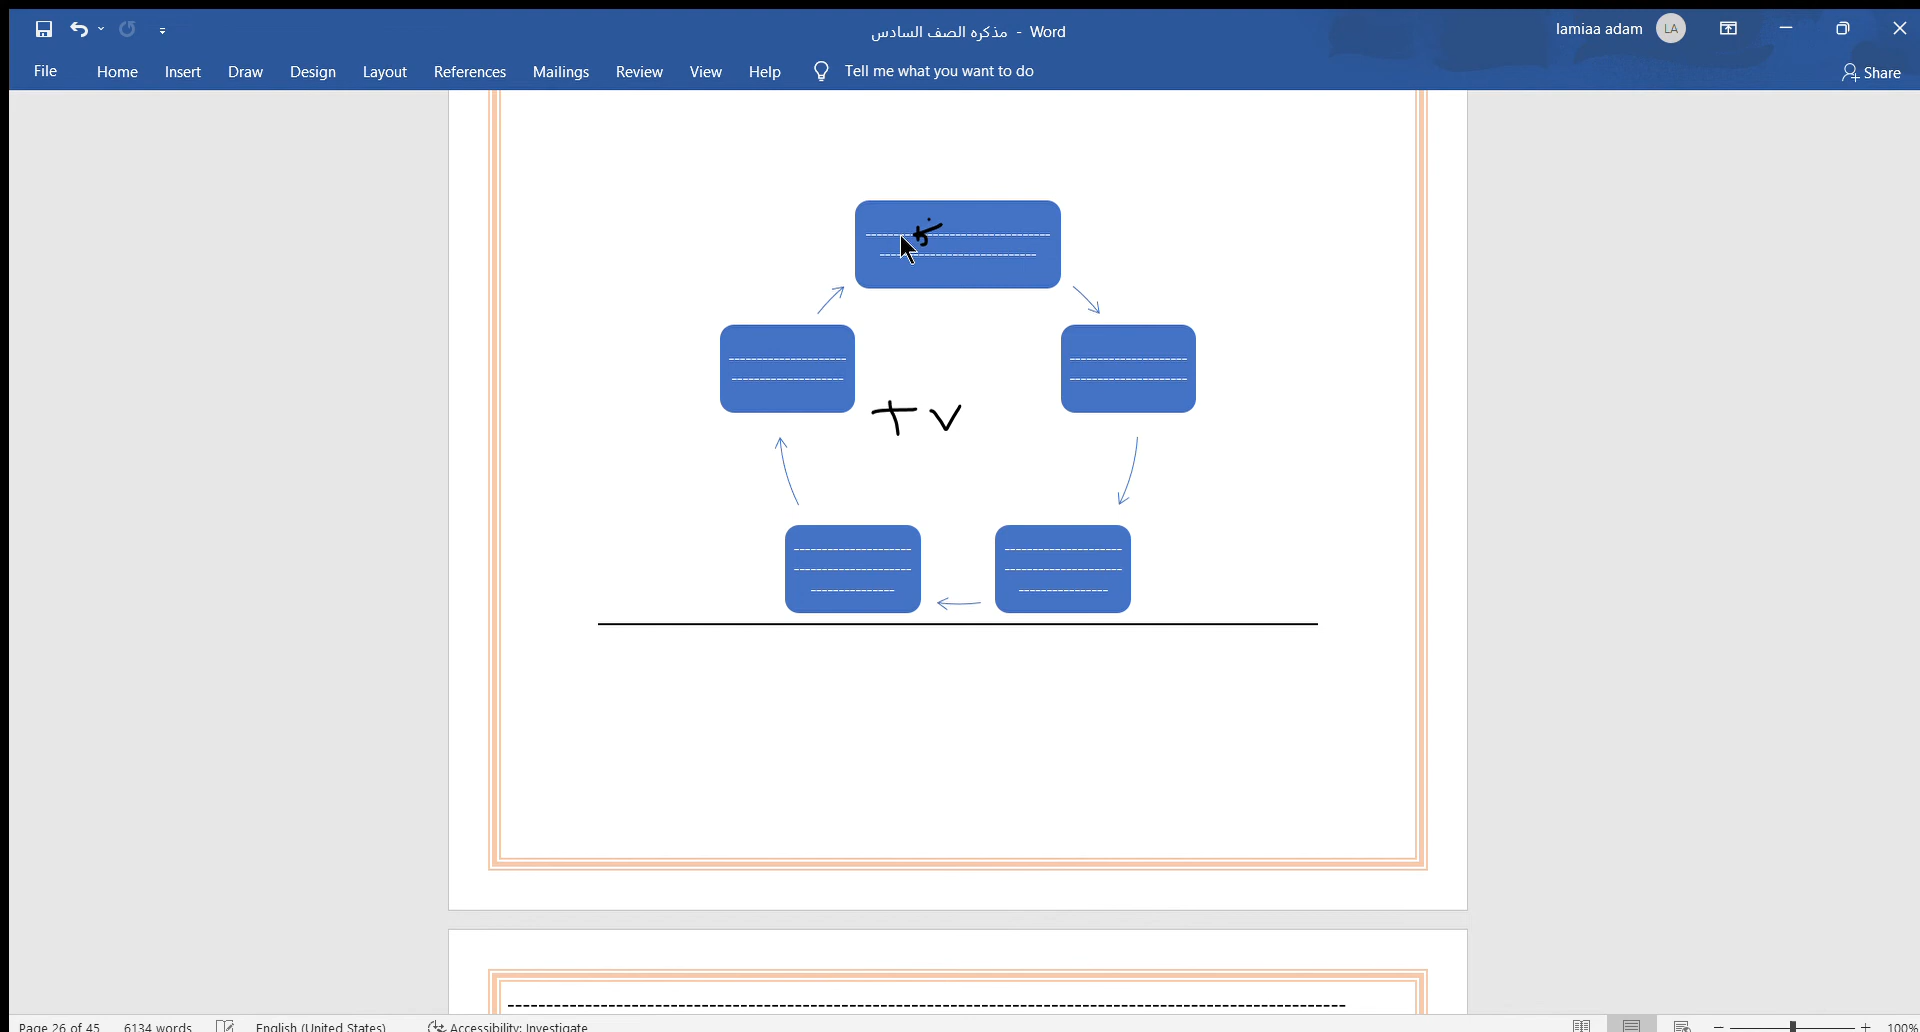 مذكره الصف السادس - Word
lamiaa adam
LA
File Home Insert Draw Design Layout References Mailings Review View Help Tell me what you want to do
Share
+ v
Page 26 of 45 6134 words English (United States) Accessibility: Investigate
100%